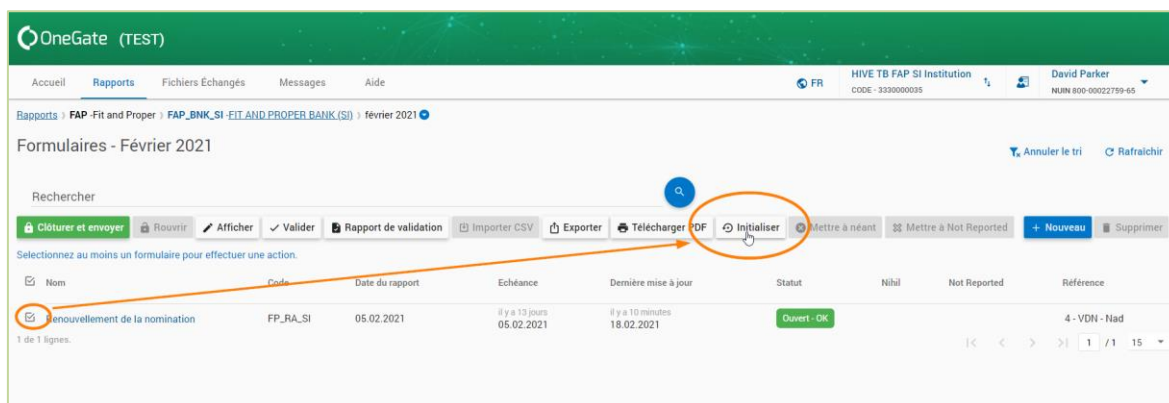 OneGate (TEST)
Accueil Rapports Fichiers Échangés Messages Aide FR HIVE TB FAP SI Institution David Parker
CODE - 3330000035 NUIN 800-00022759-65
Rapports › FAP -Fit and Proper › FAP_BNK_SI -FIT AND PROPER BANK (SI) › février 2021
Formulaires - Février 2021
Annuler le tri Rafraîchir
Rechercher
Clôturer et envoyer Rouvrir Afficher Valider Rapport de validation Importer CSV Exporter Télécharger PDF Initialiser Mettre à néant Mettre à Not Reported + Nouveau Supprimer
Selectionnez au moins un formulaire pour effectuer une action.
Nom Code Date du rapport Echéance Dernière mise à jour Statut Nihil Not Reported Référence
Renouvellement de la nomination FP_RA_SI 05.02.2021 il y a 13 jours 05.02.2021 il y a 10 minutes 18.02.2021 Ouvert - OK 4 - VDN - Nad
1 de 1 lignes. 1 / 1 15